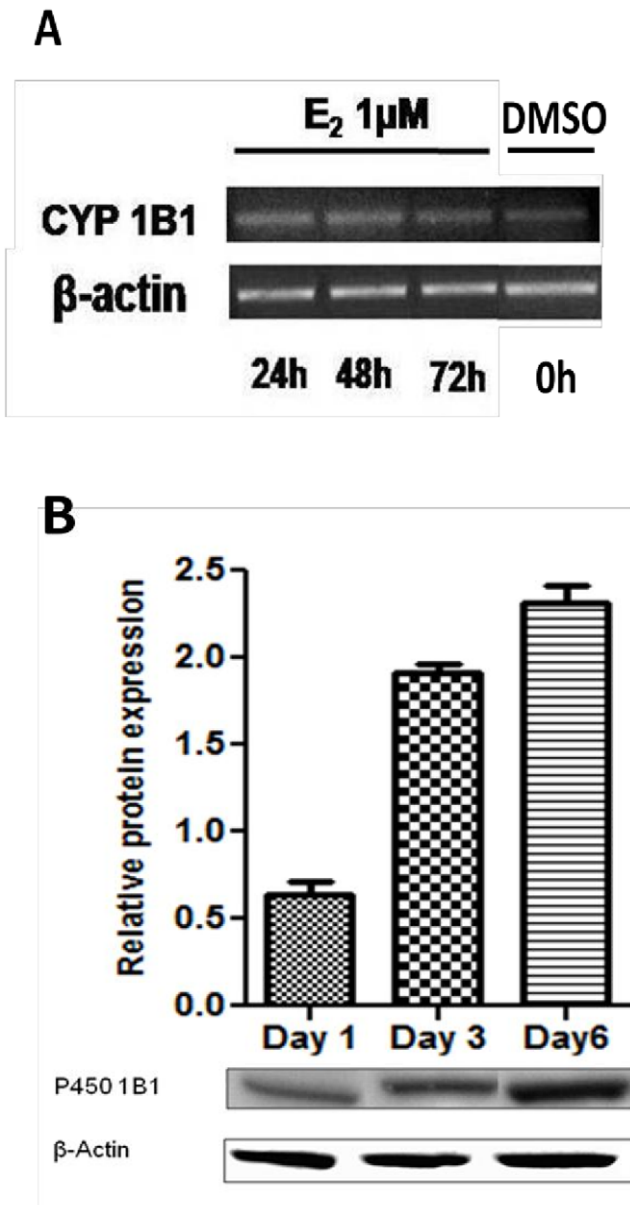 A
E₂ 1µM DMSO
CYP 1B1
β-actin
24h 48h 72h 0h
B
Relative protein expression
2.5
2.0
1.5
1.0
0.5
0.0
Day 1 Day 3 Day6
P450 1B1
β-Actin